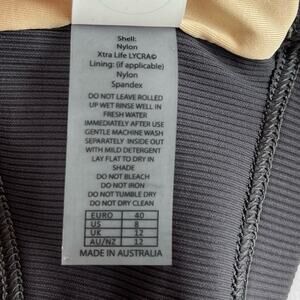 Shell:
Nylon
Xtra Life LYCRA©
Lining: (if applicable)
Nylon
Spandex
DO NOT LEAVE ROLLED
UP WET RINSE WELL IN
FRESH WATER
IMMEDIATELY AFTER USE
GENTLE MACHINE WASH
SEPARATELY INSIDE OUT
WITH MILD DETERGENT
LAY FLAT TO DRY IN
SHADE
DO NOT BLEACH
DO NOT IRON
DO NOT TUMBLE DRY
DO NOT DRY CLEAN
EURO 40
US 8
UK 12
AU/NZ 12
MADE IN AUSTRALIA